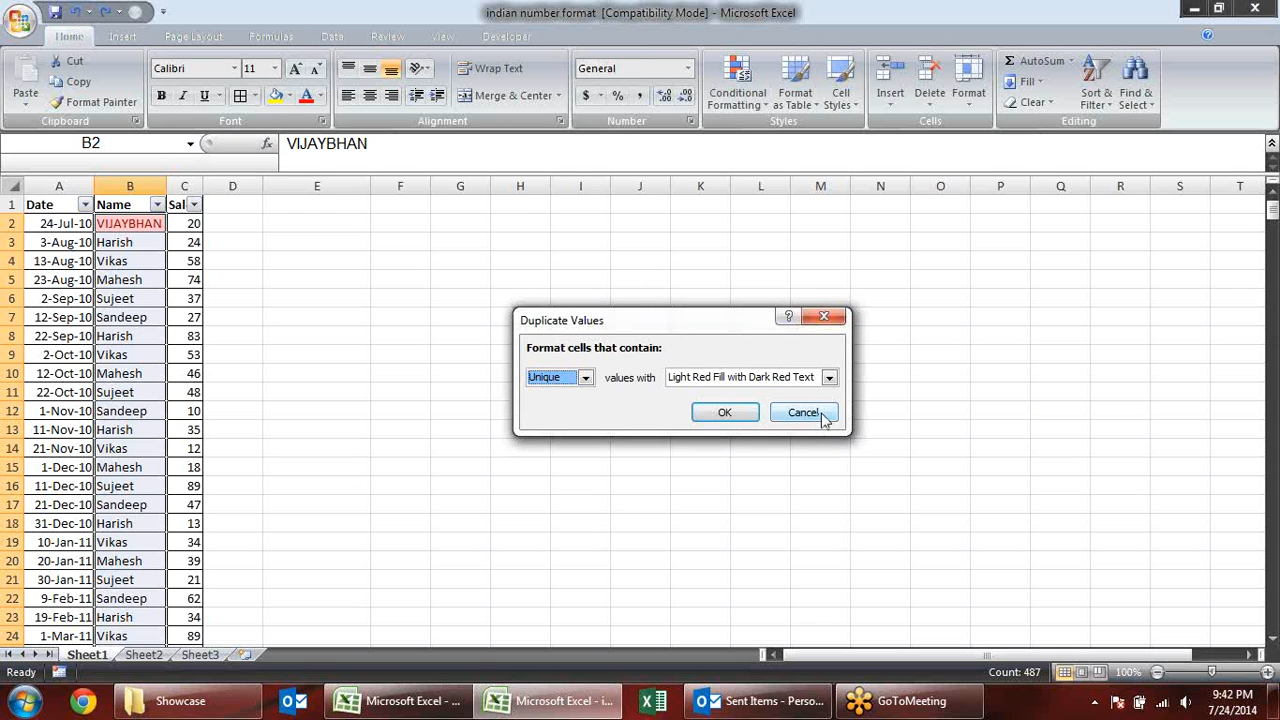 indian number format [Compatibility Mode] - Microsoft Excel
Home Insert Page Layout Formulas Data Review View Developer
Paste
Cut
Copy
Format Painter
Clipboard
Calibri 11
B I U
Font
Wrap Text
Merge & Center
Alignment
General
$ % ,
Number
Conditional Formatting
Format as Table
Cell Styles
Styles
Insert
Delete
Format
Cells
AutoSum
Fill
Clear
Sort & Filter
Find & Select
Editing
B2 fx VIJAYBHAN
A B C D E F G H I J K L M N O P Q R S T
1 Date Name Sal
2 24-Jul-10 VIJAYBHAN 20
3 3-Aug-10 Harish 24
4 13-Aug-10 Vikas 58
5 23-Aug-10 Mahesh 74
6 2-Sep-10 Sujeet 37
7 12-Sep-10 Sandeep 27
8 22-Sep-10 Harish 83
9 2-Oct-10 Vikas 53
10 12-Oct-10 Mahesh 46
11 22-Oct-10 Sujeet 48
12 1-Nov-10 Sandeep 10
13 11-Nov-10 Harish 35
14 21-Nov-10 Vikas 12
15 1-Dec-10 Mahesh 18
16 11-Dec-10 Sujeet 89
17 21-Dec-10 Sandeep 47
18 31-Dec-10 Harish 13
19 10-Jan-11 Vikas 34
20 20-Jan-11 Mahesh 39
21 30-Jan-11 Sujeet 21
22 9-Feb-11 Sandeep 62
23 19-Feb-11 Harish 34
24 1-Mar-11 Vikas 89
Duplicate Values
Format cells that contain:
Unique values with Light Red Fill with Dark Red Text
OK Cancel
Sheet1 Sheet2 Sheet3
Ready Count: 487 100%
Showcase Microsoft Excel - ... Microsoft Excel - i... Sent Items - Perso... GoToMeeting
9:42 PM
7/24/2014